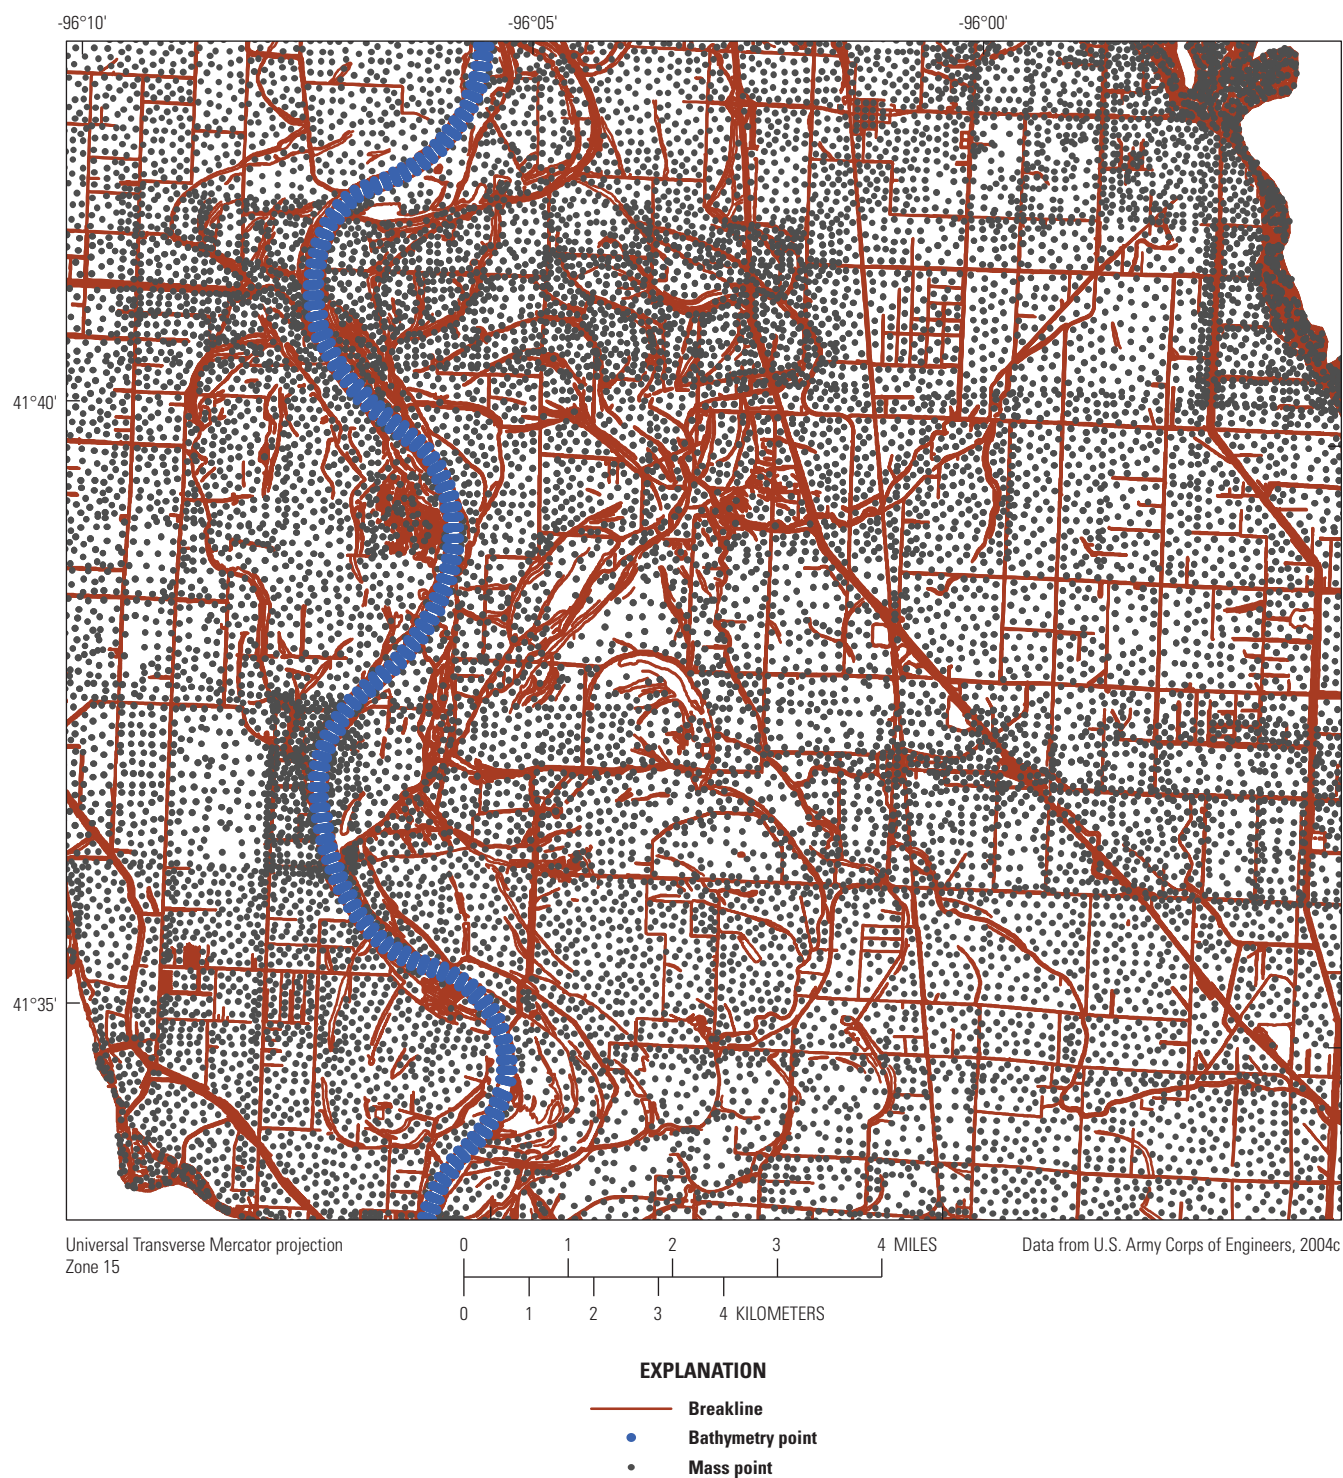 -96°10'
-96°05'
-96°00'
41°40'
41°35'
Universal Transverse Mercator projection
Zone 15
0 1 2 3 4 MILES
0 1 2 3 4 KILOMETERS
Data from U.S. Army Corps of Engineers, 2004c
EXPLANATION
Breakline
Bathymetry point
Mass point